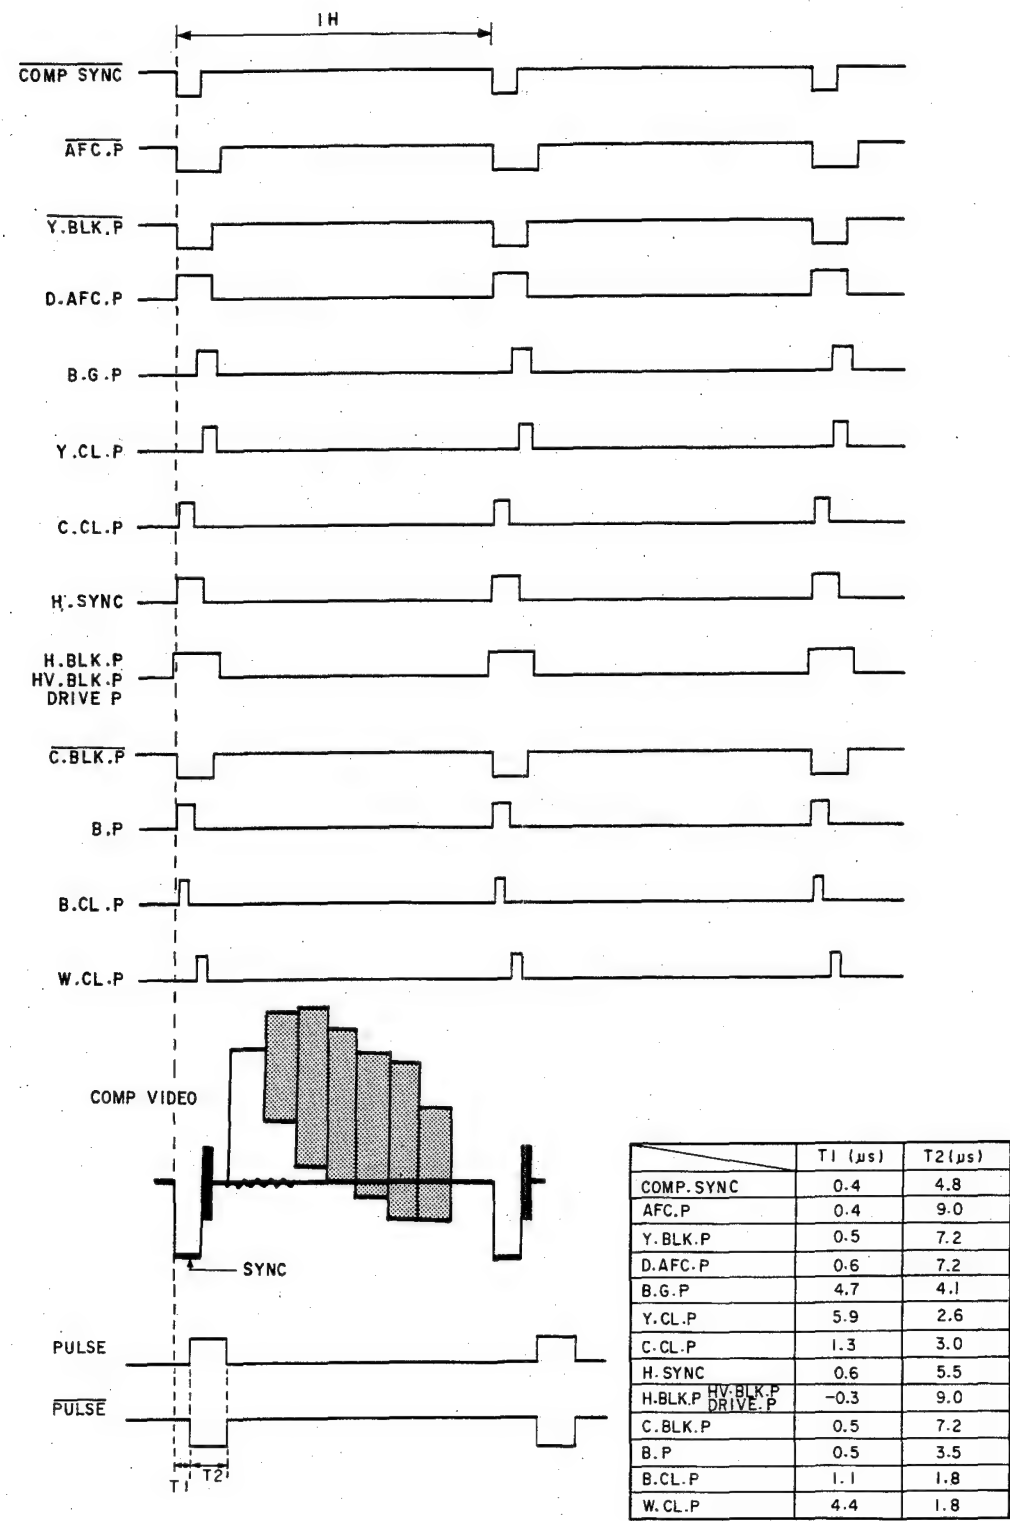 1H
COMP SYNC
AFC.P
Y.BLK.P
D.AFC.P
B.G.P
Y.CL.P
C.CL.P
H.SYNC
H.BLK.P
HV.BLK.P
DRIVE P
C.BLK.P
B.P
B.CL.P
W.CL.P
COMP VIDEO
SYNC
PULSE
PULSE
T1 T2
T1 (μs) T2(μs)
COMP.SYNC 0.4 4.8
AFC.P 0.4 9.0
Y.BLK.P 0.5 7.2
D.AFC.P 0.6 7.2
B.G.P 4.7 4.1
Y.CL.P 5.9 2.6
C.CL.P 1.3 3.0
H.SYNC 0.6 5.5
H.BLK.P HV.BLK.P DRIVE.P -0.3 9.0
C.BLK.P 0.5 7.2
B.P 0.5 3.5
B.CL.P 1.1 1.8
W.CL.P 4.4 1.8